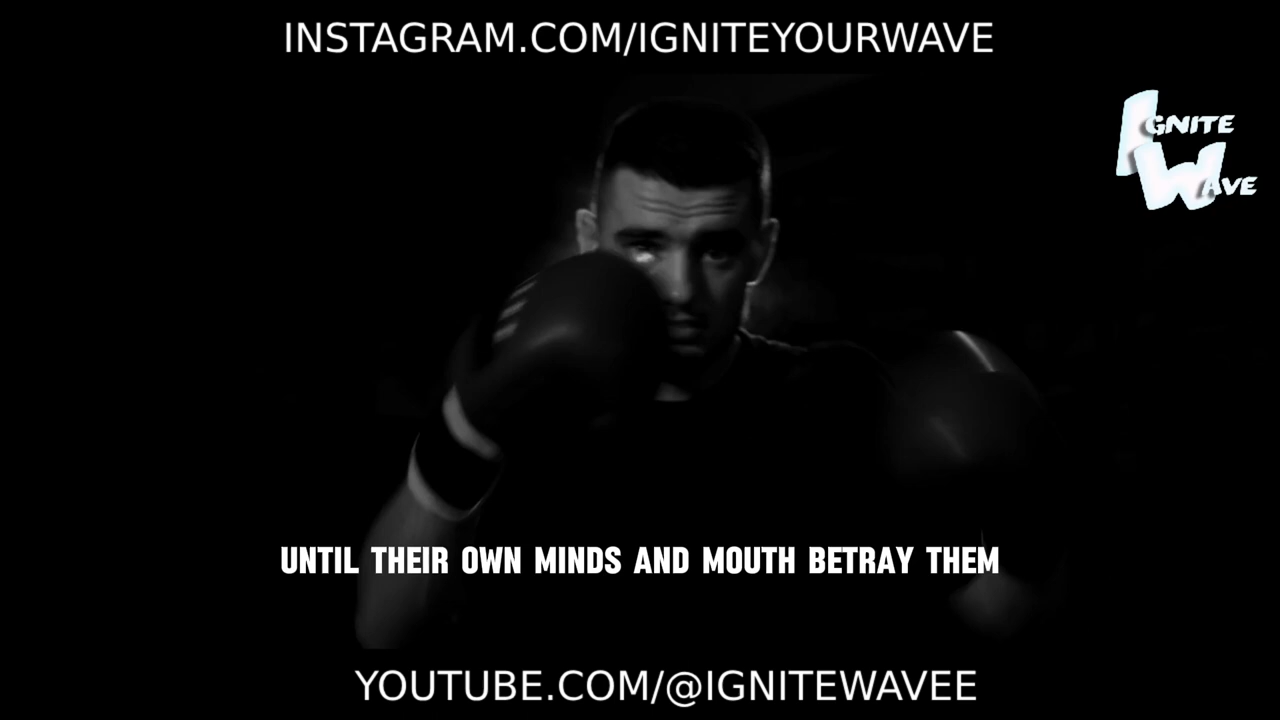 INSTAGRAM.COM/IGNITEYOURWAVE
IGNITE
WAVE
UNTIL THEIR OWN MINDS AND MOUTH BETRAY THEM
YOUTUBE.COM/@IGNITEWAVEE